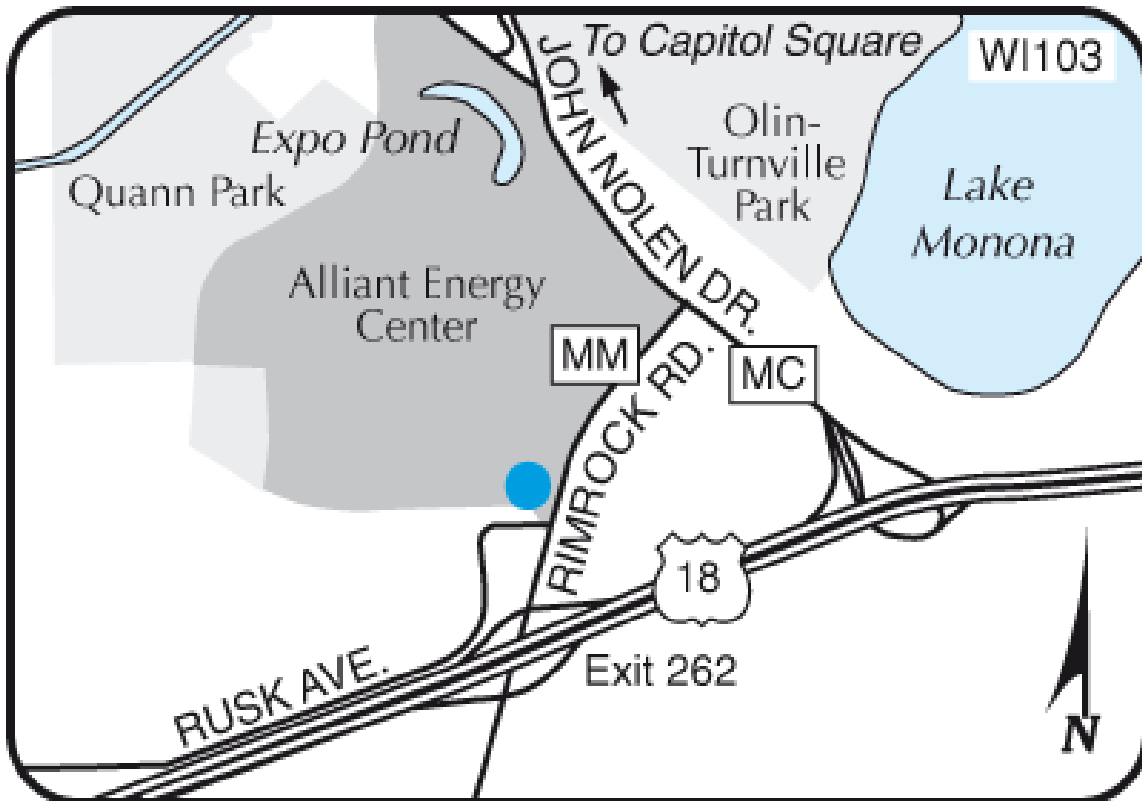 To Capitol Square
WI103
JOHN NOLEN DR.
Expo Pond
Olin-
Turnville
Park
Quann Park
Lake
Monona
Alliant Energy
Center
MM
MC
RIMROCK RD.
18
RUSK AVE.
Exit 262
N